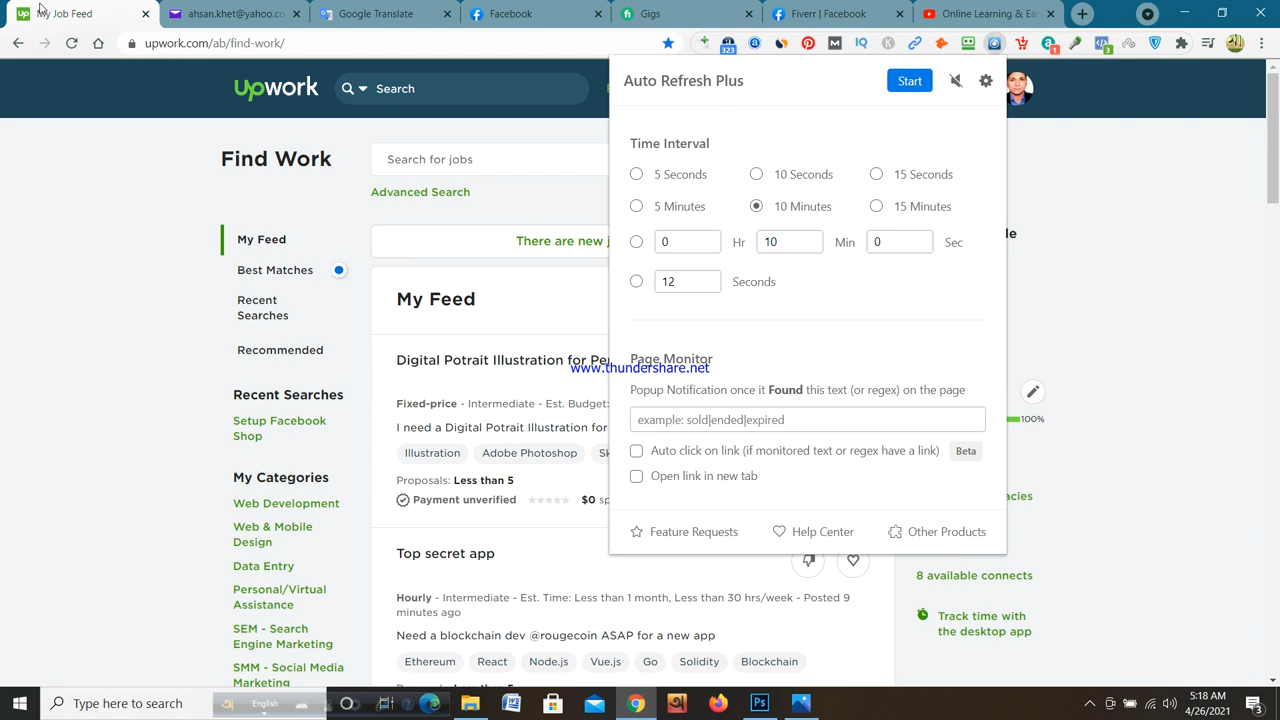 My Job Feed
ahsan.khet@yahoo.co
Google Translate
Facebook
Gigs
Fiverr | Facebook
Online Learning & Ea
upwork.com/ab/find-work/
323
1
3
upwork
Search
Auto Refresh Plus
Start
Find Work
Search for jobs
Advanced Search
Time Interval
5 Seconds
10 Seconds
15 Seconds
5 Minutes
10 Minutes
15 Minutes
0 Hr 10 Min 0 Sec
12 Seconds
My Feed
There are new j
Best Matches
Recent
Searches
Recommended
My Feed
Digital Potrait Illustration for Pe
Page Monitor
www.thundershare.net
Popup Notification once it Found this text (or regex) on the page
example: sold|ended|expired
Auto click on link (if monitored text or regex have a link)
Beta
Open link in new tab
Feature Requests
Help Center
Other Products
100%
Recent Searches
Setup Facebook
Shop
Fixed-price - Intermediate - Est. Budget:
I need a Digital Potrait Illustration for
Illustration
Adobe Photoshop
Sk
Proposals: Less than 5
Payment unverified
$0 sp
My Categories
Web Development
Web & Mobile
Design
Data Entry
Personal/Virtual
Assistance
SEM - Search
Engine Marketing
SMM - Social Media
Marketing
Top secret app
Hourly - Intermediate - Est. Time: Less than 1 month, Less than 30 hrs/week - Posted 9
minutes ago
Need a blockchain dev @rougecoin ASAP for a new app
Ethereum
React
Node.js
Vue.js
Go
Solidity
Blockchain
8 available connects
Track time with
the desktop app
Type here to search
English
5:18 AM
4/26/2021
3